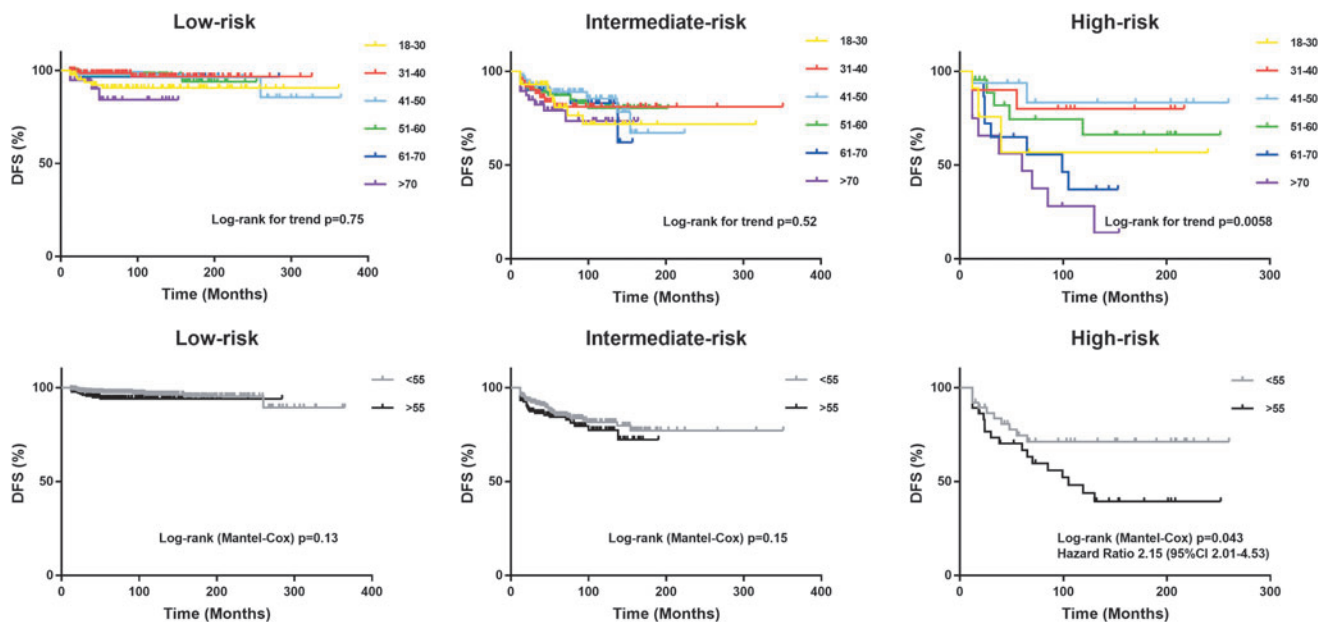 Low-risk
100
50
0
DFS (%)
0 100 200 300 400
Time (Months)
18-30
31-40
41-50
51-60
61-70
>70
Log-rank for trend p=0.75
Intermediate-risk
100
50
0
DFS (%)
0 100 200 300 400
Time (Months)
18-30
31-40
41-50
51-60
61-70
>70
Log-rank for trend p=0.52
High-risk
100
50
0
DFS (%)
0 100 200 300
Time (Months)
18-30
31-40
41-50
51-60
61-70
>70
Log-rank for trend p=0.0058
Low-risk
100
50
0
DFS (%)
0 100 200 300 400
Time (Months)
<55
>55
Log-rank (Mantel-Cox) p=0.13
Intermediate-risk
100
50
0
DFS (%)
0 100 200 300 400
Time (Months)
<55
>55
Log-rank (Mantel-Cox) p=0.15
High-risk
100
50
0
DFS (%)
0 100 200 300
Time (Months)
<55
>55
Log-rank (Mantel-Cox) p=0.043
Hazard Ratio 2.15 (95%CI 2.01-4.53)